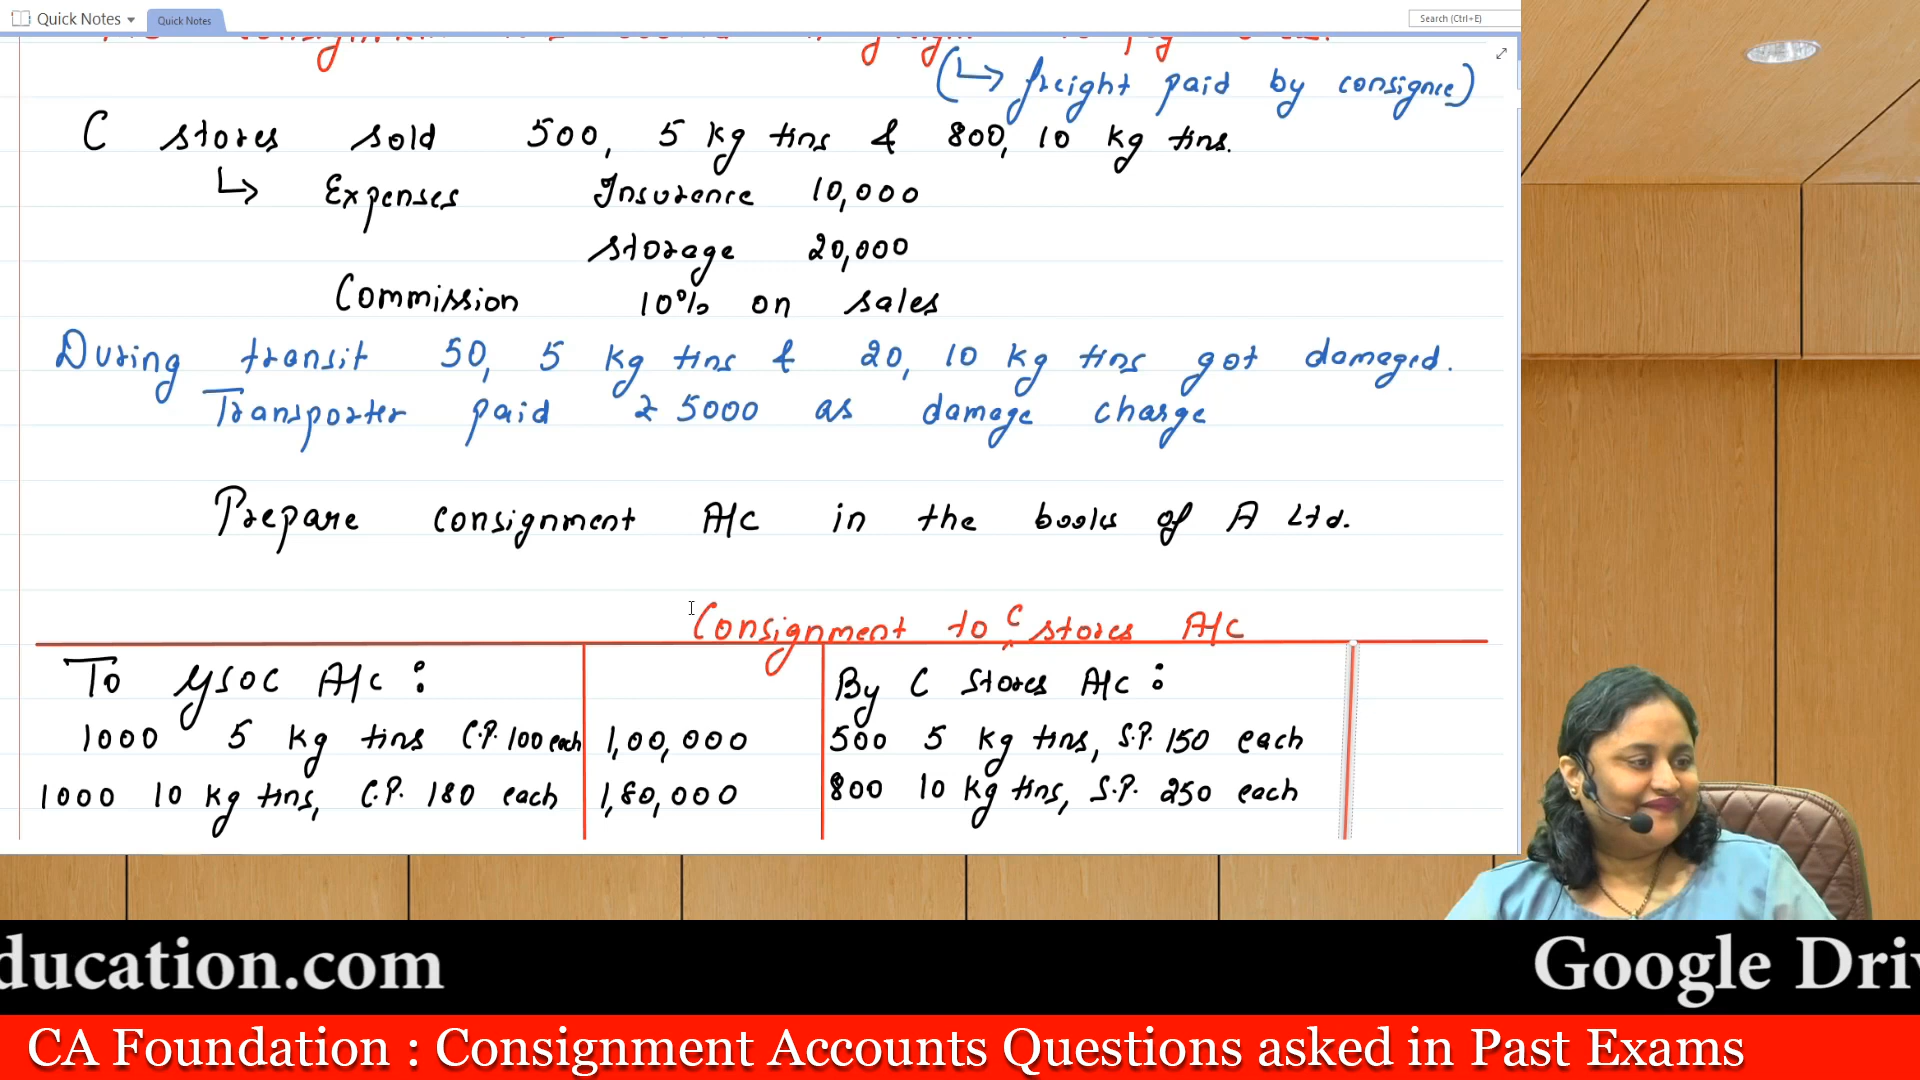 Quick Notes
Quick Notes
Search (Ctrl+E)
(↳ freight paid by consignee)
C stores sold 500, 5 kg tins & 800, 10 kg tins.
↳ Expenses Insurence 10,000
storage 20,000
Commission 10% on sales
During transit 50, 5 kg tins & 20, 10 kg tins got damaged.
Transporter paid ₹ 5000 as damage charge
Prepare consignment A/c in the books of A Ltd.
Consignment to C stores A/c
To GSOC A/c : By C Stores A/c :
1000 5 kg tins C.P. 100 each 1,00,000 500 5 kg tins, S.P. 150 each
1000 10 kg tins, C.P. 180 each 1,80,000 800 10 kg tins, S.P. 250 each
ducation.com Google Driv
CA Foundation : Consignment Accounts Questions asked in Past Exams